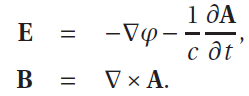 E = −∇φ − 1/c ∂A/∂t,
B = ∇ × A.